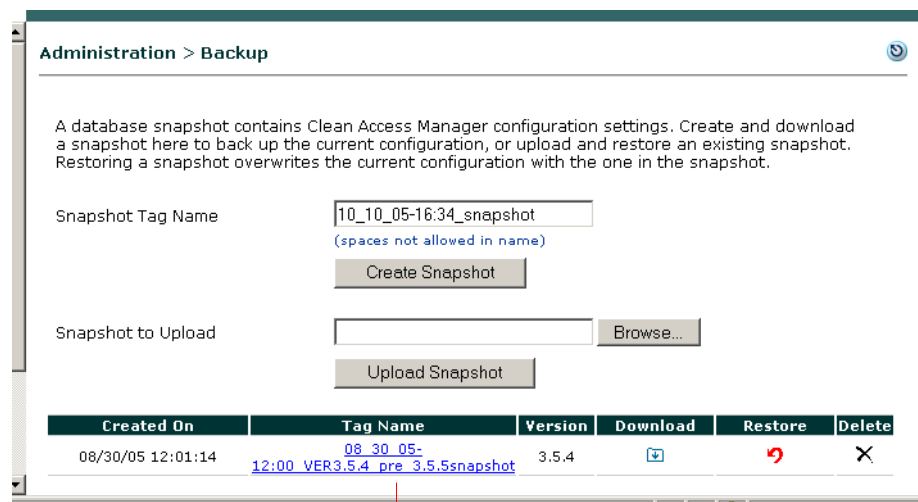 Administration > Backup
A database snapshot contains Clean Access Manager configuration settings. Create and download
a snapshot here to back up the current configuration, or upload and restore an existing snapshot.
Restoring a snapshot overwrites the current configuration with the one in the snapshot.
Snapshot Tag Name
10_10_05-16:34_snapshot
(spaces not allowed in name)
Create Snapshot
Snapshot to Upload
Browse...
Upload Snapshot
Created On Tag Name Version Download Restore Delete
08/30/05 12:01:14 08_30_05-
12:00_VER3.5.4_pre_3.5.5snapshot 3.5.4